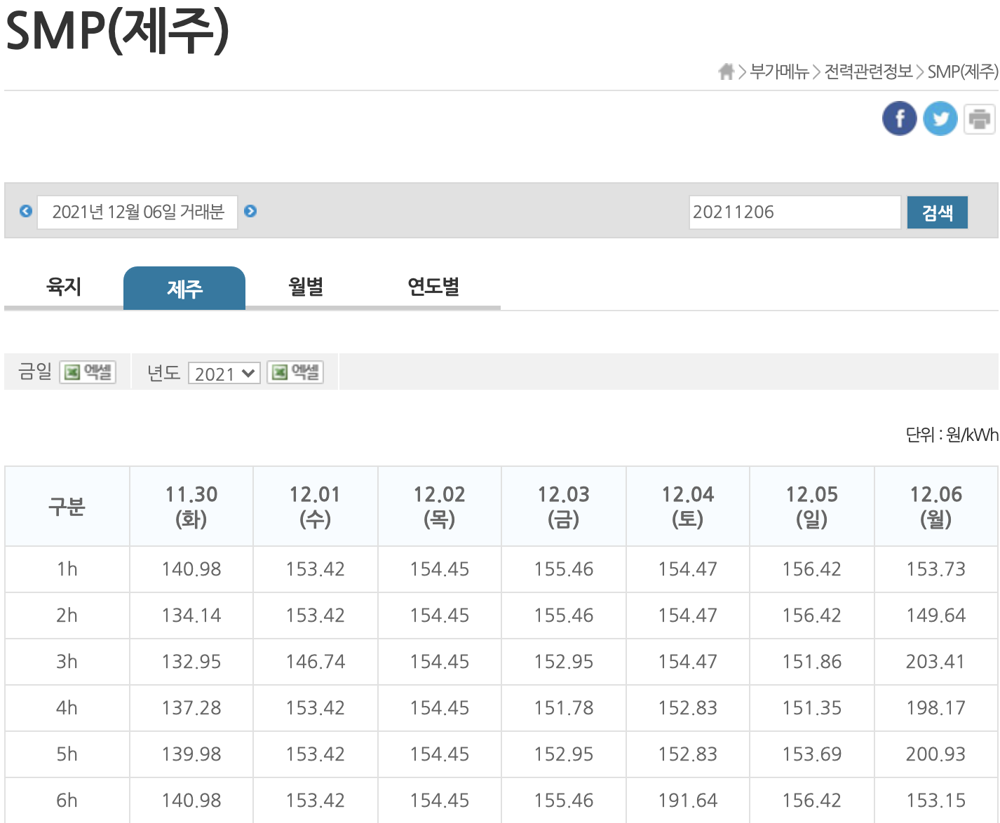 SMP(제주)
부가메뉴 > 전력관련정보 > SMP(제주)
2021년 12월 06일 거래분 20211206 검색
육지 제주 월별 연도별
금일 엑셀 년도 2021 엑셀
단위 : 원/kWh
구분 11.30 12.01 12.02 12.03 12.04 12.05 12.06
(화) (수) (목) (금) (토) (일) (월)
1h 140.98 153.42 154.45 155.46 154.47 156.42 153.73
2h 134.14 153.42 154.45 155.46 154.47 156.42 149.64
3h 132.95 146.74 154.45 152.95 154.47 151.86 203.41
4h 137.28 153.42 154.45 151.78 152.83 151.35 198.17
5h 139.98 153.42 154.45 152.95 152.83 153.69 200.93
6h 140.98 153.42 154.45 155.46 191.64 156.42 153.15